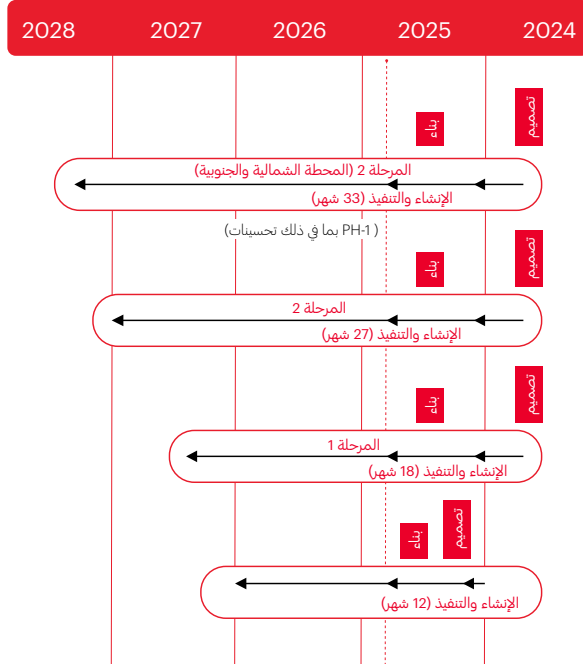 2024 2025 2026 2027 2028
تصميم
بناء
المرحلة 2 (المحطة الشمالية والجنوبية)
الإنشاء والتنفيذ (33 شهر)
( PH-1 بما في ذلك تحسينات)
تصميم
بناء
المرحلة 2
الإنشاء والتنفيذ (27 شهر)
تصميم
بناء
المرحلة 1
الإنشاء والتنفيذ (18 شهر)
تصميم
بناء
الإنشاء والتنفيذ (12 شهر)